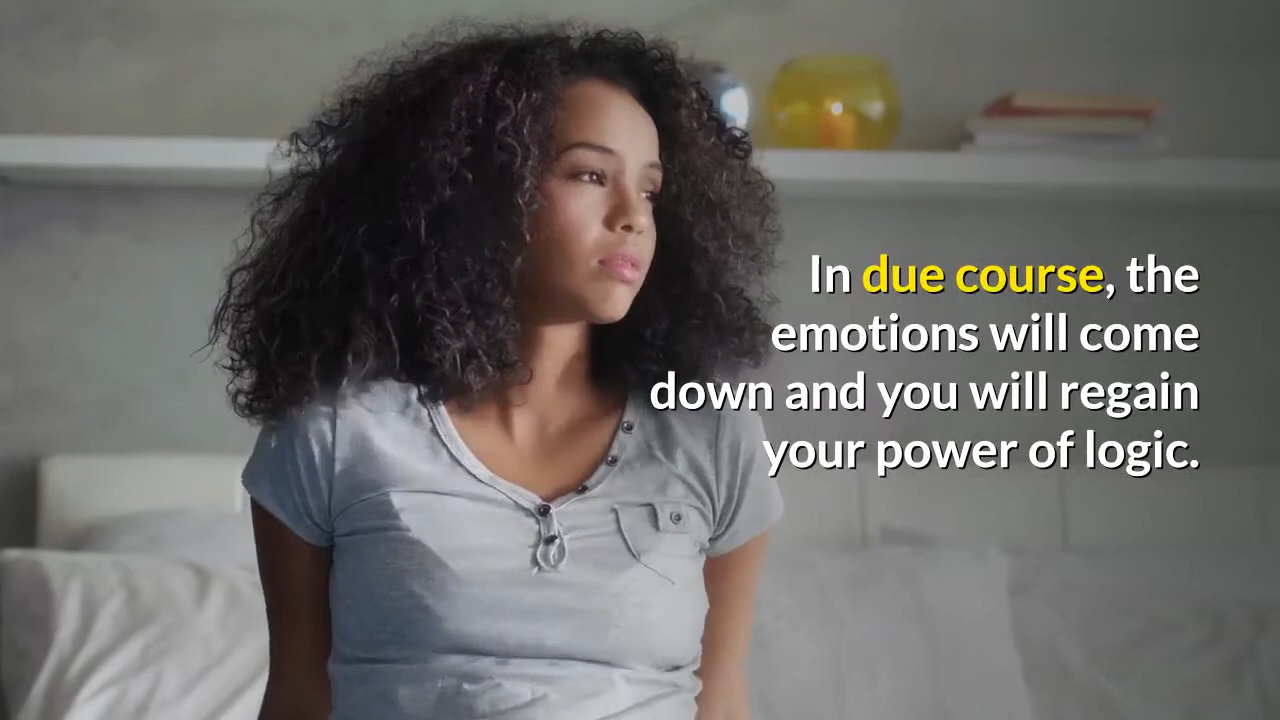 In due course, the
emotions will come
down and you will regain
your power of logic.